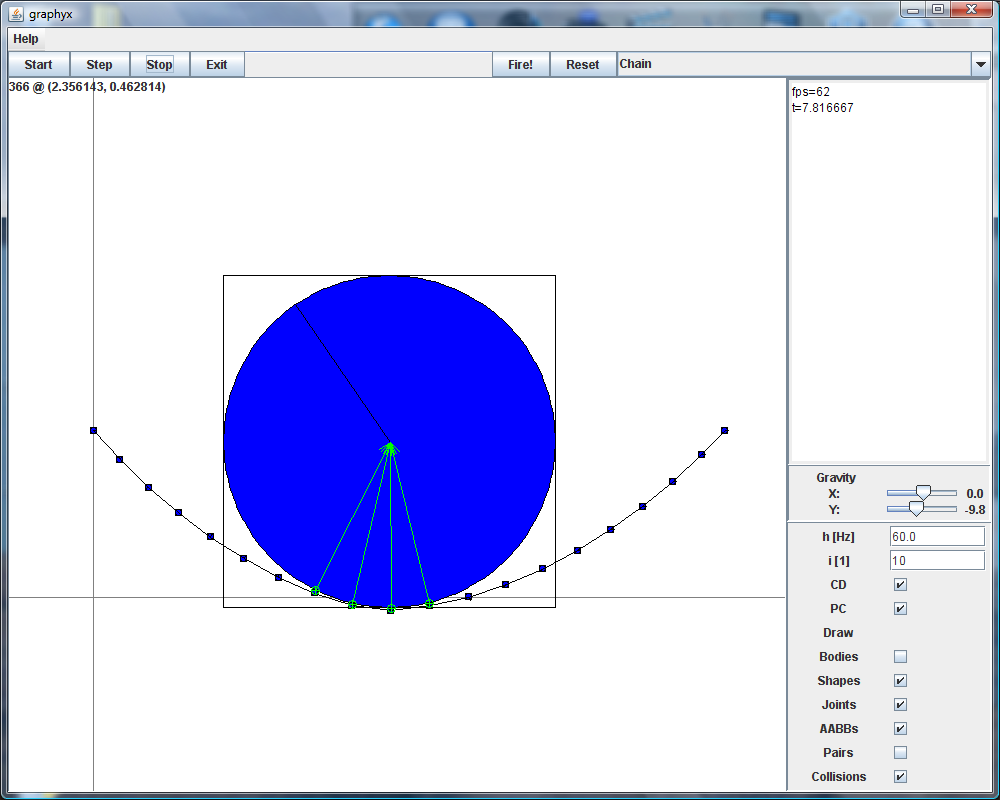 graphyx
Help
Start Step Stop Exit Fire! Reset Chain
366 @ (2.356143, 0.462814)
fps=62
t=7.816667
Gravity
X: 0.0
Y: -9.8
h [Hz] 60.0
i [1] 10
CD
PC
Draw
Bodies
Shapes
Joints
AABBs
Pairs
Collisions